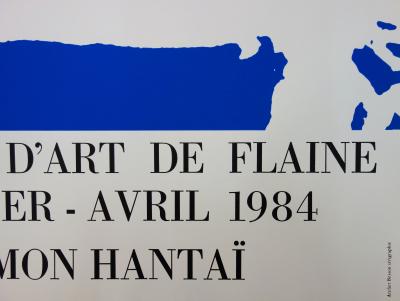 D'ART DE FLAINE
ER - AVRIL 1984
MON HANTAÏ